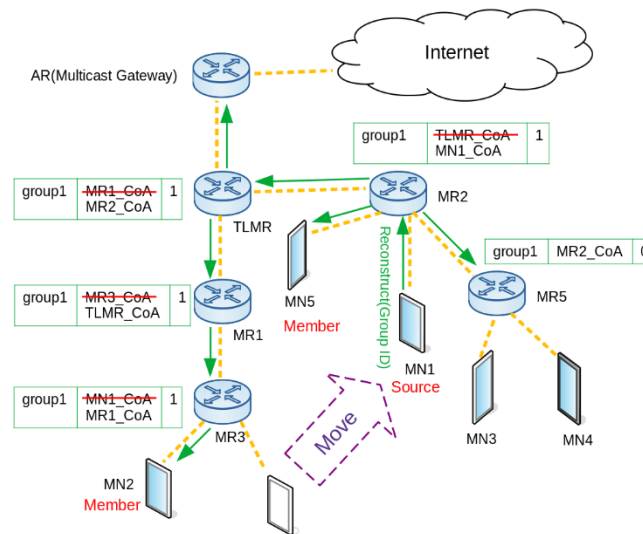 Internet
AR(Multicast Gateway)
group1 TLMR_CoA 1
MN1_CoA
group1 MR1_CoA 1
MR2_CoA
TLMR
MR2
Reconstruct(Group ID)
group1 MR2_CoA
MN5
Member
MR5
group1 MR3_CoA 1
TLMR_CoA
MR1
MN1
Source
group1 MN1_CoA 1
MR1_CoA
Move
MR3
MN3
MN4
MN2
Member